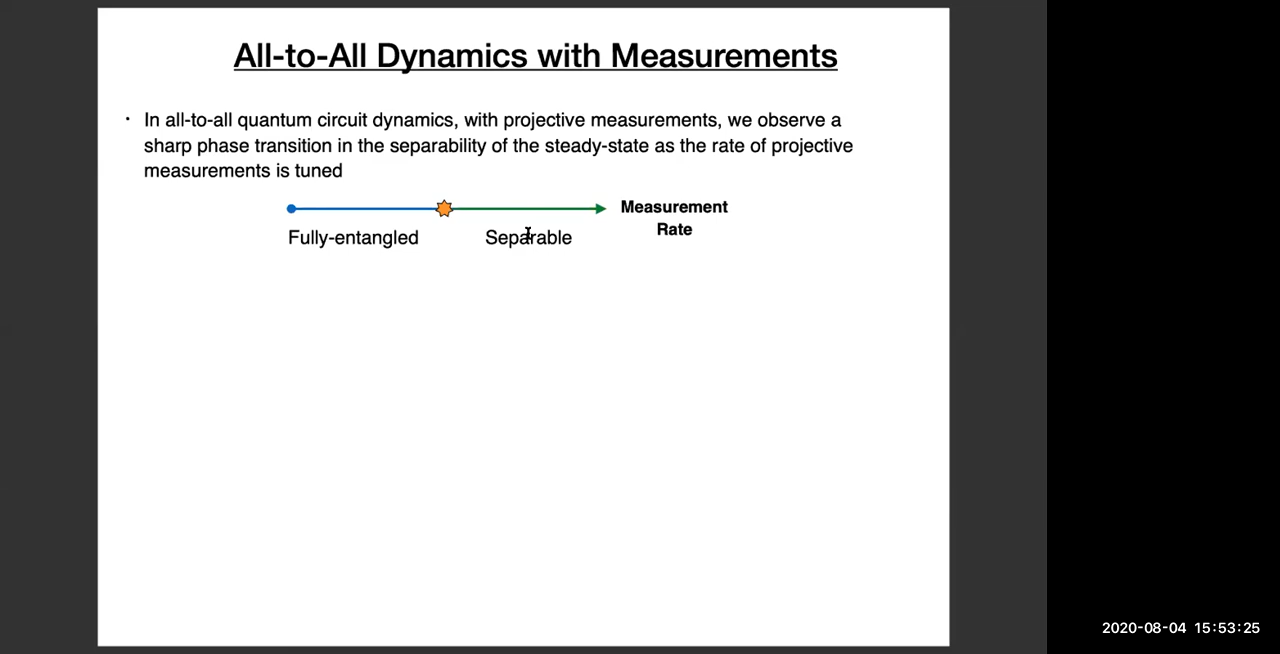 All-to-All Dynamics with Measurements
· In all-to-all quantum circuit dynamics, with projective measurements, we observe a
sharp phase transition in the separability of the steady-state as the rate of projective
measurements is tuned
Measurement
Rate
Fully-entangled
Separable
2020-08-04 15:53:25